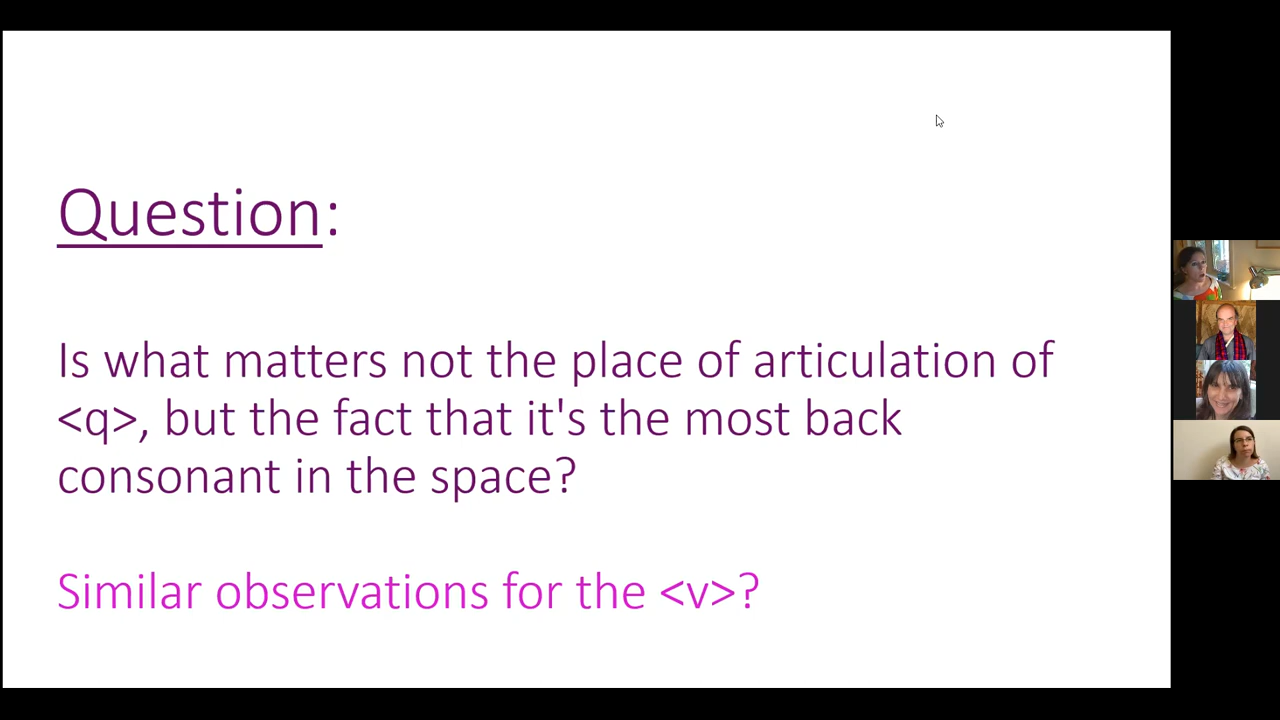 Question:
Is what matters not the place of articulation of
<q>, but the fact that it's the most back
consonant in the space?
Similar observations for the <v>?